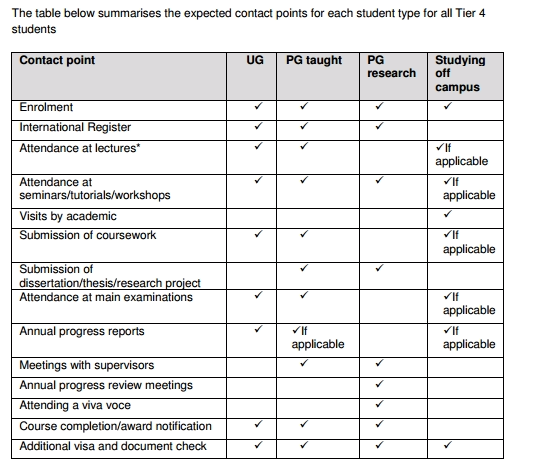 The table below summarises the expected contact points for each student type for all Tier 4
students
Contact point UG PG taught PG research Studying off campus
Enrolment ✓ ✓ ✓ ✓
International Register ✓ ✓ ✓
Attendance at lectures* ✓ ✓ ✓If applicable
Attendance at seminars/tutorials/workshops ✓ ✓ ✓ ✓If applicable
Visits by academic ✓
Submission of coursework ✓ ✓ ✓If applicable
Submission of dissertation/thesis/research project ✓ ✓
Attendance at main examinations ✓ ✓ ✓If applicable
Annual progress reports ✓ ✓If applicable ✓If applicable
Meetings with supervisors ✓ ✓
Annual progress review meetings ✓
Attending a viva voce ✓
Course completion/award notification ✓ ✓ ✓
Additional visa and document check ✓ ✓ ✓ ✓